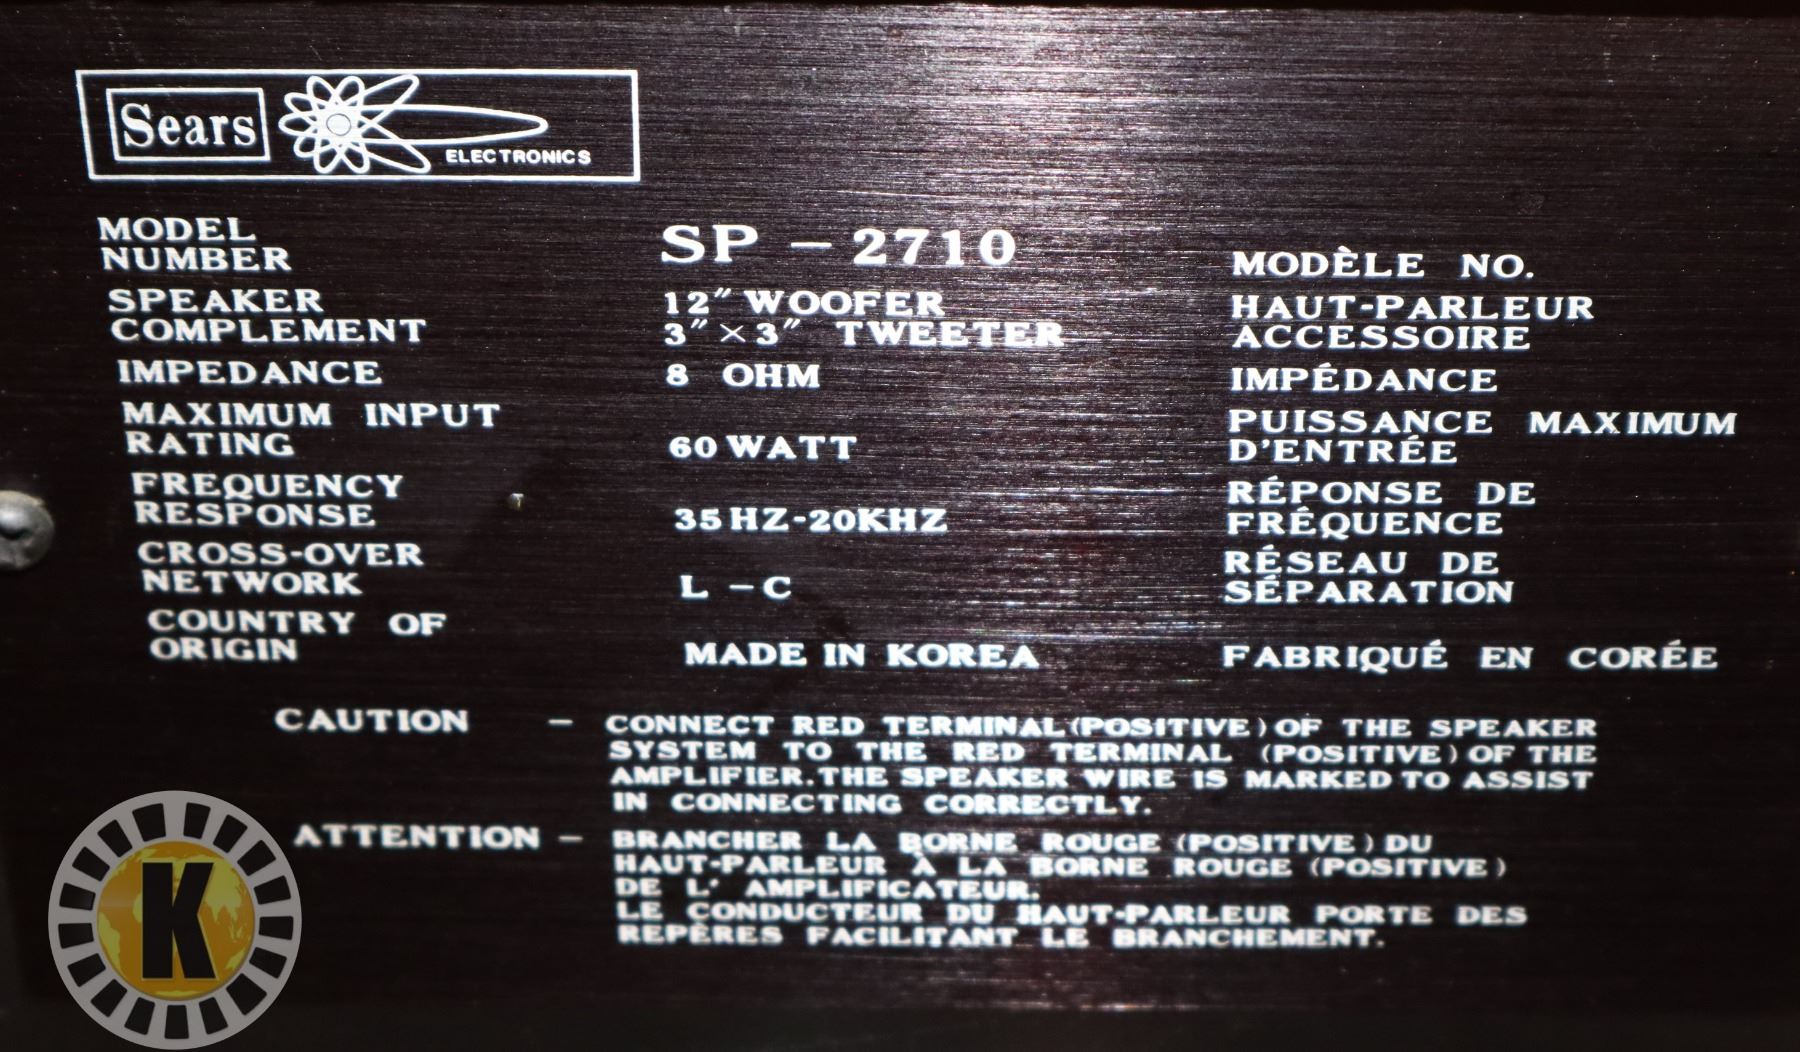 Sears
ELECTRONICS
MODEL
NUMBER
SP - 2710
MODÈLE NO.
SPEAKER
COMPLEMENT
12" WOOFER
3" × 3" TWEETER
HAUT-PARLEUR
ACCESSOIRE
IMPEDANCE
8 OHM
IMPÉDANCE
MAXIMUM INPUT
RATING
60 WATT
PUISSANCE MAXIMUM
D'ENTRÉE
FREQUENCY
RESPONSE
35 HZ-20KHZ
RÉPONSE DE
FRÉQUENCE
CROSS-OVER
NETWORK
L - C
RÉSEAU DE
SÉPARATION
COUNTRY OF
ORIGIN
MADE IN KOREA
FABRIQUÉ EN CORÉE
CAUTION - CONNECT RED TERMINAL (POSITIVE) OF THE SPEAKER
SYSTEM TO THE RED TERMINAL (POSITIVE) OF THE
AMPLIFIER. THE SPEAKER WIRE IS MARKED TO ASSIST
IN CONNECTING CORRECTLY.
ATTENTION - BRANCHER LA BORNE ROUGE (POSITIVE) DU
HAUT-PARLEUR À LA BORNE ROUGE (POSITIVE)
DE L' AMPLIFICATEUR.
LE CONDUCTEUR DU HAUT-PARLEUR PORTE DES
REPÈRES FACILITANT LE BRANCHEMENT.
K